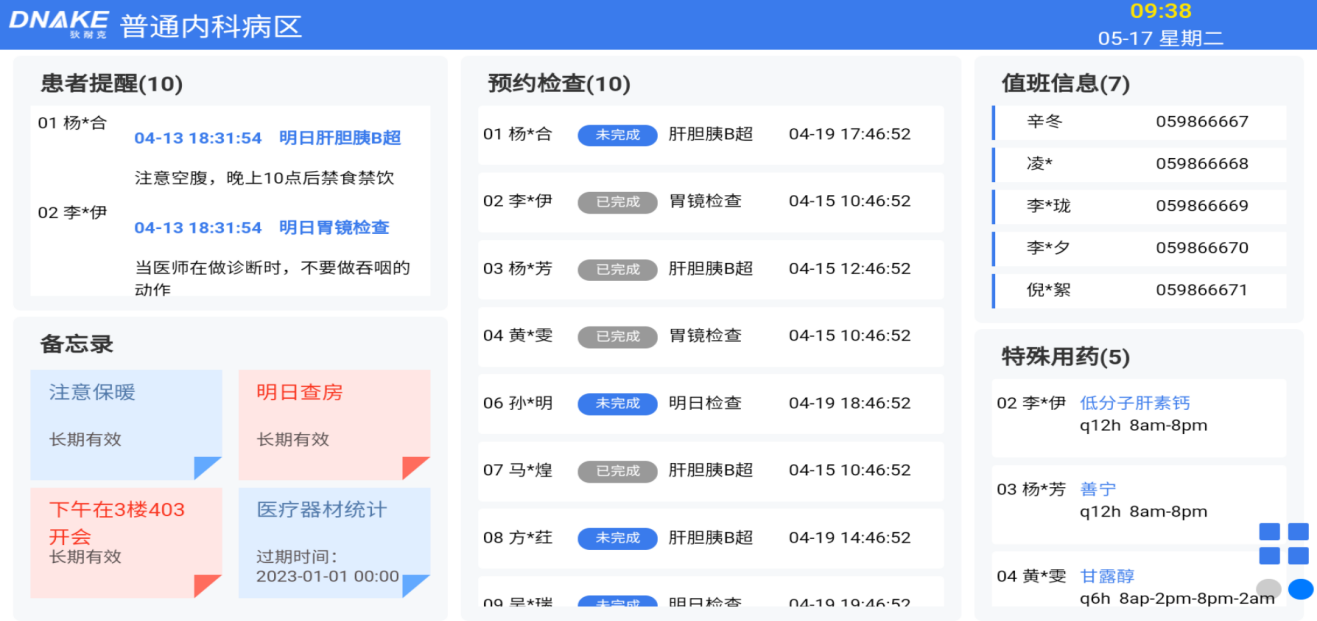 DNAKE 狄耐克 普通内科病区
09:38
05-17 星期二
患者提醒(10)
01 杨*合
04-13 18:31:54 明日肝胆胰B超
注意空腹，晚上10点后禁食禁饮
02 李*伊
04-13 18:31:54 明日胃镜检查
当医师在做诊断时，不要做吞咽的
动作
备忘录
注意保暖
长期有效
明日查房
长期有效
下午在3楼403
开会
长期有效
医疗器材统计
过期时间：
2023-01-01 00:00
预约检查(10)
01 杨*合 未完成 肝胆胰B超 04-19 17:46:52
02 李*伊 已完成 胃镜检查 04-15 10:46:52
03 杨*芳 已完成 肝胆胰B超 04-15 12:46:52
04 黄*雯 已完成 胃镜检查 04-15 10:46:52
06 孙*明 未完成 明日检查 04-19 18:46:52
07 马*煌 已完成 肝胆胰B超 04-15 10:46:52
08 方*荭 未完成 肝胆胰B超 04-19 14:46:52
09 吴*瑞 未完成 明日检查 04-19 19:46:52
值班信息(7)
辛冬 059866667
凌* 059866668
李*珑 059866669
李*夕 059866670
倪*絮 059866671
特殊用药(5)
02 李*伊 低分子肝素钙
q12h 8am-8pm
03 杨*芳 善宁
q12h 8am-8pm
04 黄*雯 甘露醇
q6h 8ap-2pm-8pm-2am